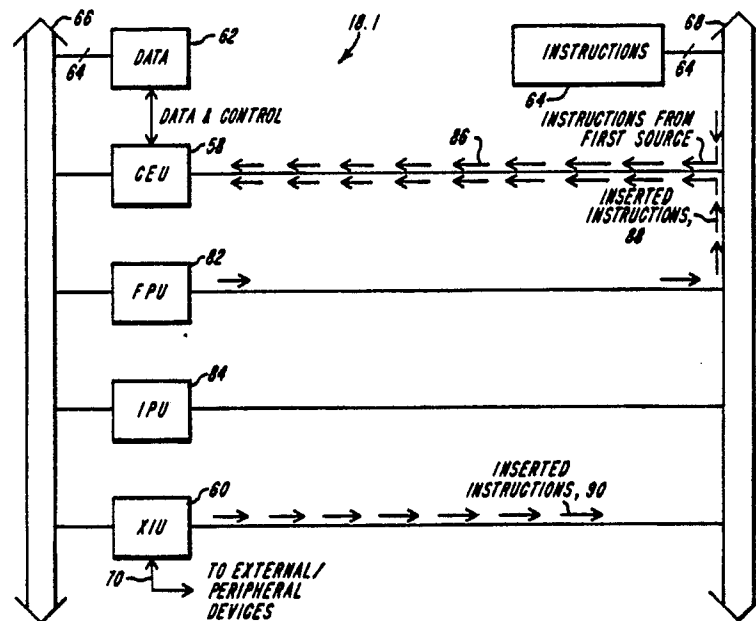 66
64
DATA
62
18.1
INSTRUCTIONS
64
68
64
DATA & CONTROL
58
CEU
86
INSTRUCTIONS FROM
FIRST SOURCE
INSERTED
INSTRUCTIONS,
88
82
FPU
84
IPU
60
XIU
INSERTED
INSTRUCTIONS, 90
70
TO EXTERNAL/
PERIPHERAL
DEVICES